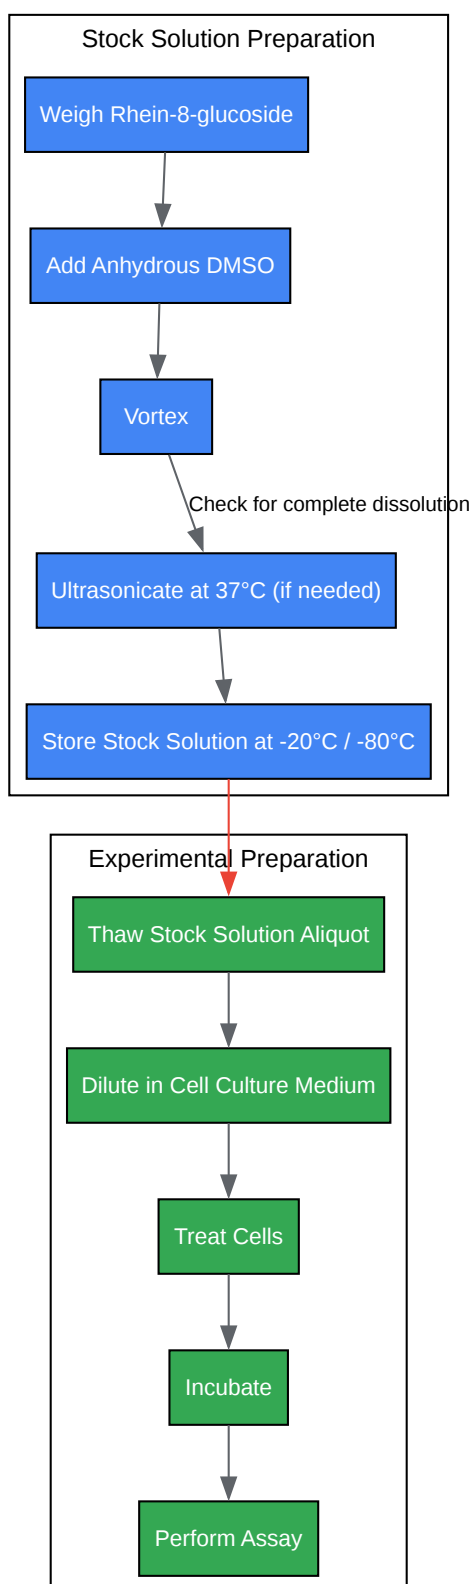 Stock Solution Preparation
Weigh Rhein-8-glucoside
Add Anhydrous DMSO
Vortex
Check for complete dissolution
Ultrasonicate at 37°C (if needed)
Store Stock Solution at -20°C / -80°C
Experimental Preparation
Thaw Stock Solution Aliquot
Dilute in Cell Culture Medium
Treat Cells
Incubate
Perform Assay